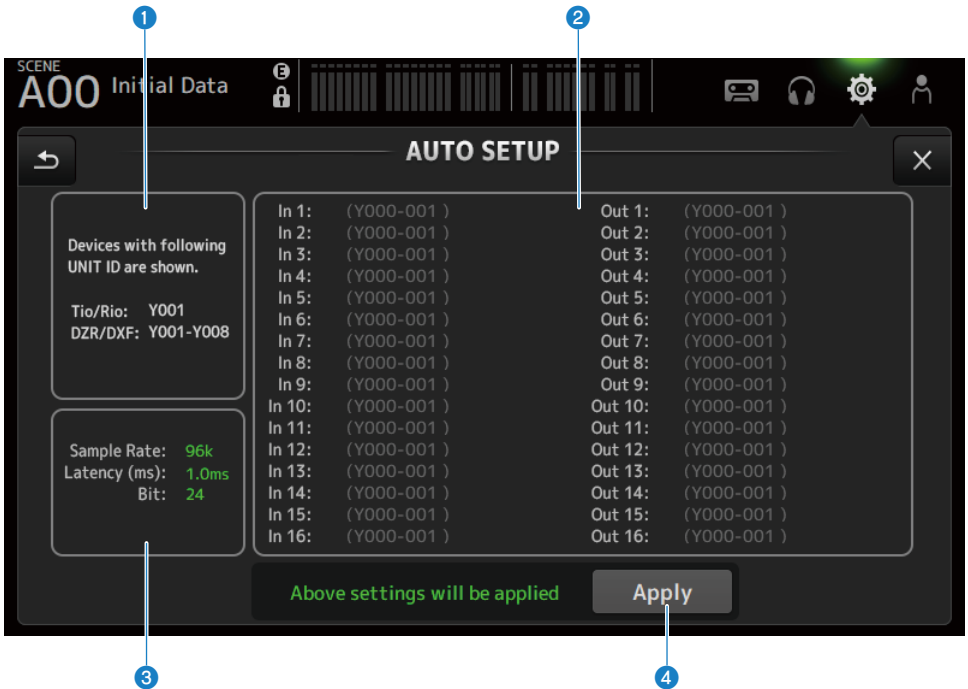 1
2
SCENE
A00 Initial Data
E
AUTO SETUP
Devices with following
UNIT ID are shown.
Tio/Rio: Y001
DZR/DXF: Y001-Y008
Sample Rate: 96k
Latency (ms): 1.0ms
Bit: 24
In 1: (Y000-001 ) Out 1: (Y000-001 )
In 2: (Y000-001 ) Out 2: (Y000-001 )
In 3: (Y000-001 ) Out 3: (Y000-001 )
In 4: (Y000-001 ) Out 4: (Y000-001 )
In 5: (Y000-001 ) Out 5: (Y000-001 )
In 6: (Y000-001 ) Out 6: (Y000-001 )
In 7: (Y000-001 ) Out 7: (Y000-001 )
In 8: (Y000-001 ) Out 8: (Y000-001 )
In 9: (Y000-001 ) Out 9: (Y000-001 )
In 10: (Y000-001 ) Out 10: (Y000-001 )
In 11: (Y000-001 ) Out 11: (Y000-001 )
In 12: (Y000-001 ) Out 12: (Y000-001 )
In 13: (Y000-001 ) Out 13: (Y000-001 )
In 14: (Y000-001 ) Out 14: (Y000-001 )
In 15: (Y000-001 ) Out 15: (Y000-001 )
In 16: (Y000-001 ) Out 16: (Y000-001 )
Above settings will be applied Apply
3
4